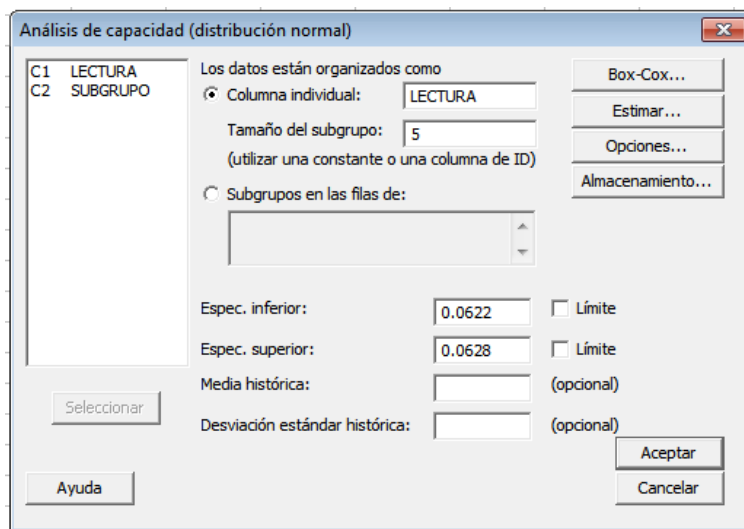 Análisis de capacidad (distribución normal)
C1 LECTURA
C2 SUBGRUPO
Los datos están organizados como
Columna individual: LECTURA
Tamaño del subgrupo: 5
(utilizar una constante o una columna de ID)
Subgrupos en las filas de:
Box-Cox...
Estimar...
Opciones...
Almacenamiento...
Espec. inferior: 0.0622 Límite
Espec. superior: 0.0628 Límite
Media histórica: (opcional)
Desviación estándar histórica: (opcional)
Seleccionar
Aceptar
Ayuda
Cancelar